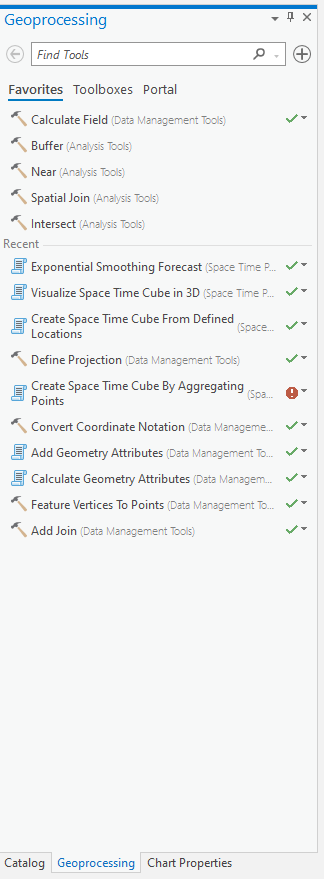 Geoprocessing
Find Tools
Favorites Toolboxes Portal
Calculate Field (Data Management Tools)
Buffer (Analysis Tools)
Near (Analysis Tools)
Spatial Join (Analysis Tools)
Intersect (Analysis Tools)
Recent
Exponential Smoothing Forecast (Space Time P...
Visualize Space Time Cube in 3D (Space Time P...
Create Space Time Cube From Defined
Locations (Space...
Define Projection (Data Management Tools)
Create Space Time Cube By Aggregating
Points (Spa...
Convert Coordinate Notation (Data Manageme...
Add Geometry Attributes (Data Management To...
Calculate Geometry Attributes (Data Managem...
Feature Vertices To Points (Data Management To...
Add Join (Data Management Tools)
Catalog Geoprocessing Chart Properties